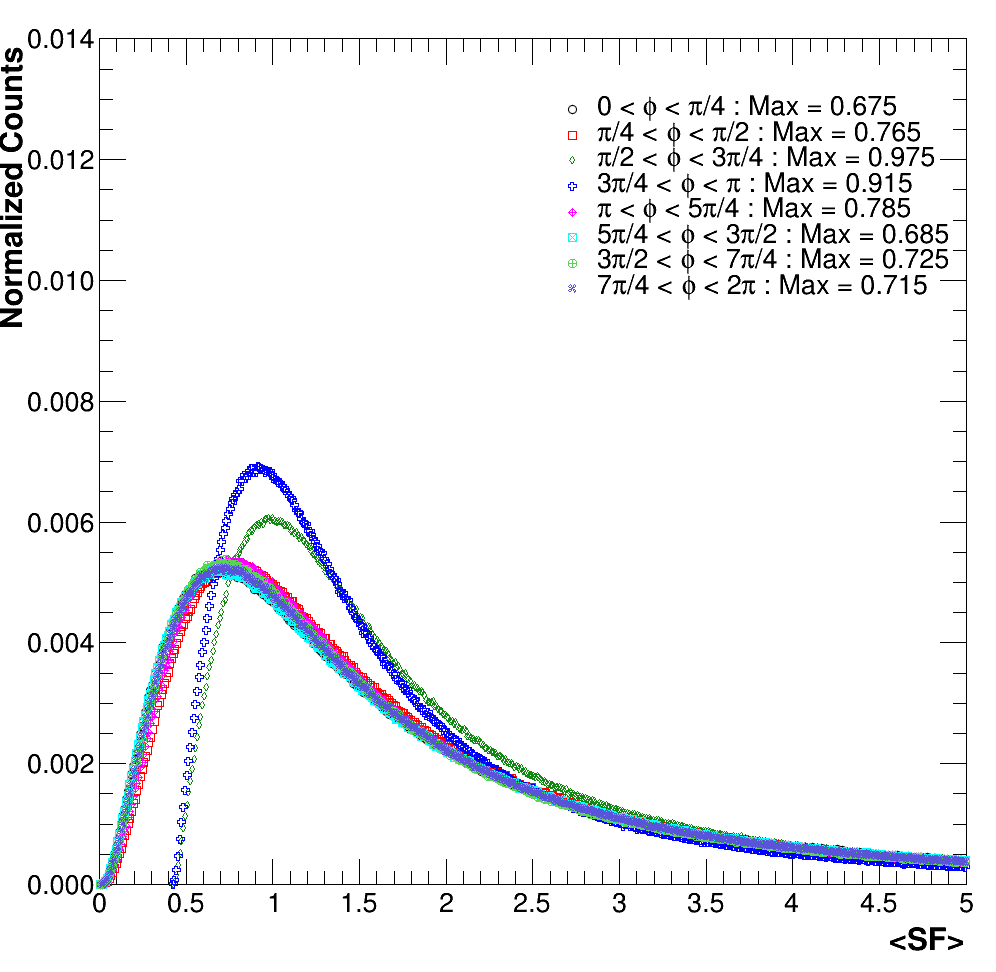 Normalized Counts
0.014
0.012
0.010
0.008
0.006
0.004
0.002
0.000
0 < ϕ < π/4 : Max = 0.675
π/4 < ϕ < π/2 : Max = 0.765
π/2 < ϕ < 3π/4 : Max = 0.975
3π/4 < ϕ < π : Max = 0.915
π < ϕ < 5π/4 : Max = 0.785
5π/4 < ϕ < 3π/2 : Max = 0.685
3π/2 < ϕ < 7π/4 : Max = 0.725
7π/4 < ϕ < 2π : Max = 0.715
0 0.5 1 1.5 2 2.5 3 3.5 4 4.5 5
<SF>